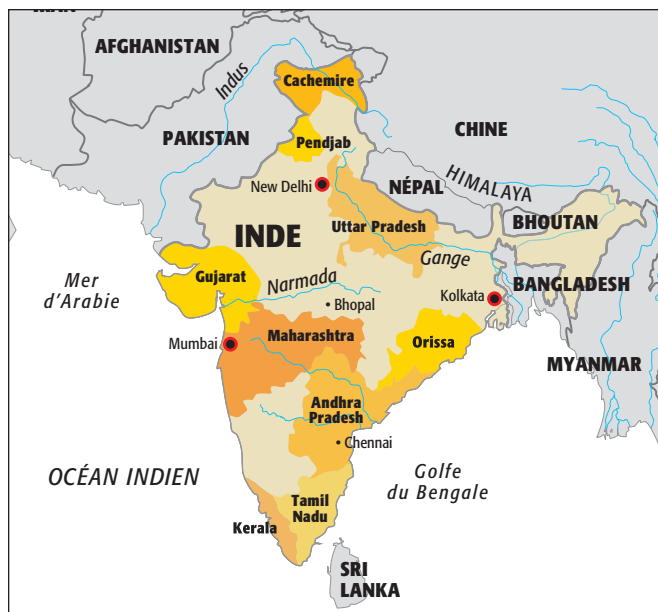 IRAN
AFGHANISTAN
Indus
Cachemire
PAKISTAN
CHINE
Pendjab
New Delhi
NÉPAL
HIMALAYA
INDE
Uttar Pradesh
BHOUTAN
Gange
Gujarat
Narmada
Mer
d'Arabie
Bhopal
Kolkata
BANGLADESH
Mumbai
Maharashtra
Orissa
MYANMAR
Andhra
Pradesh
Chennai
OCÉAN INDIEN
Golfe
du Bengale
Tamil
Nadu
Kerala
SRI
LANKA